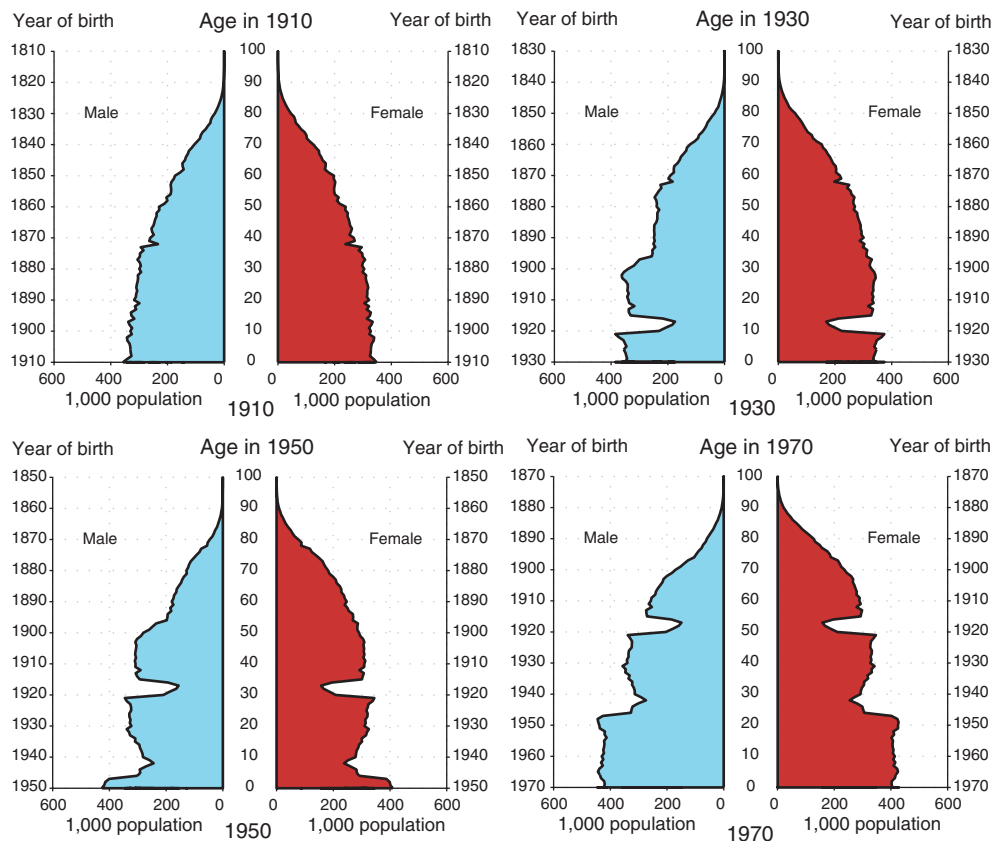 Year of birth Age in 1910 Year of birth
1810 100 1810
1820 90 1820
1830 Male 80 Female 1830
1840 70 1840
1850 60 1850
1860 50 1860
1870 40 1870
1880 30 1880
1890 20 1890
1900 10 1900
1910 0 1910
600 400 200 0 0 200 400 600
1,000 population 1,000 population
1910
Year of birth Age in 1930 Year of birth
1830 100 1830
1840 90 1840
1850 Male 80 Female 1850
1860 70 1860
1870 60 1870
1880 50 1880
1890 40 1890
1900 30 1900
1910 20 1910
1920 10 1920
1930 0 1930
600 400 200 0 0 200 400 600
1,000 population 1,000 population
1930
Year of birth Age in 1950 Year of birth
1850 100 1850
1860 90 1860
1870 Male 80 Female 1870
1880 70 1880
1890 60 1890
1900 50 1900
1910 40 1910
1920 30 1920
1930 20 1930
1940 10 1940
1950 0 1950
600 400 200 0 0 200 400 600
1,000 population 1,000 population
1950
Year of birth Age in 1970 Year of birth
1870 100 1870
1880 90 1880
1890 Male 80 Female 1890
1900 70 1900
1910 60 1910
1920 50 1920
1930 40 1930
1940 30 1940
1950 20 1950
1960 10 1960
1970 0 1970
600 400 200 0 0 200 400 600
1,000 population 1,000 population
1970